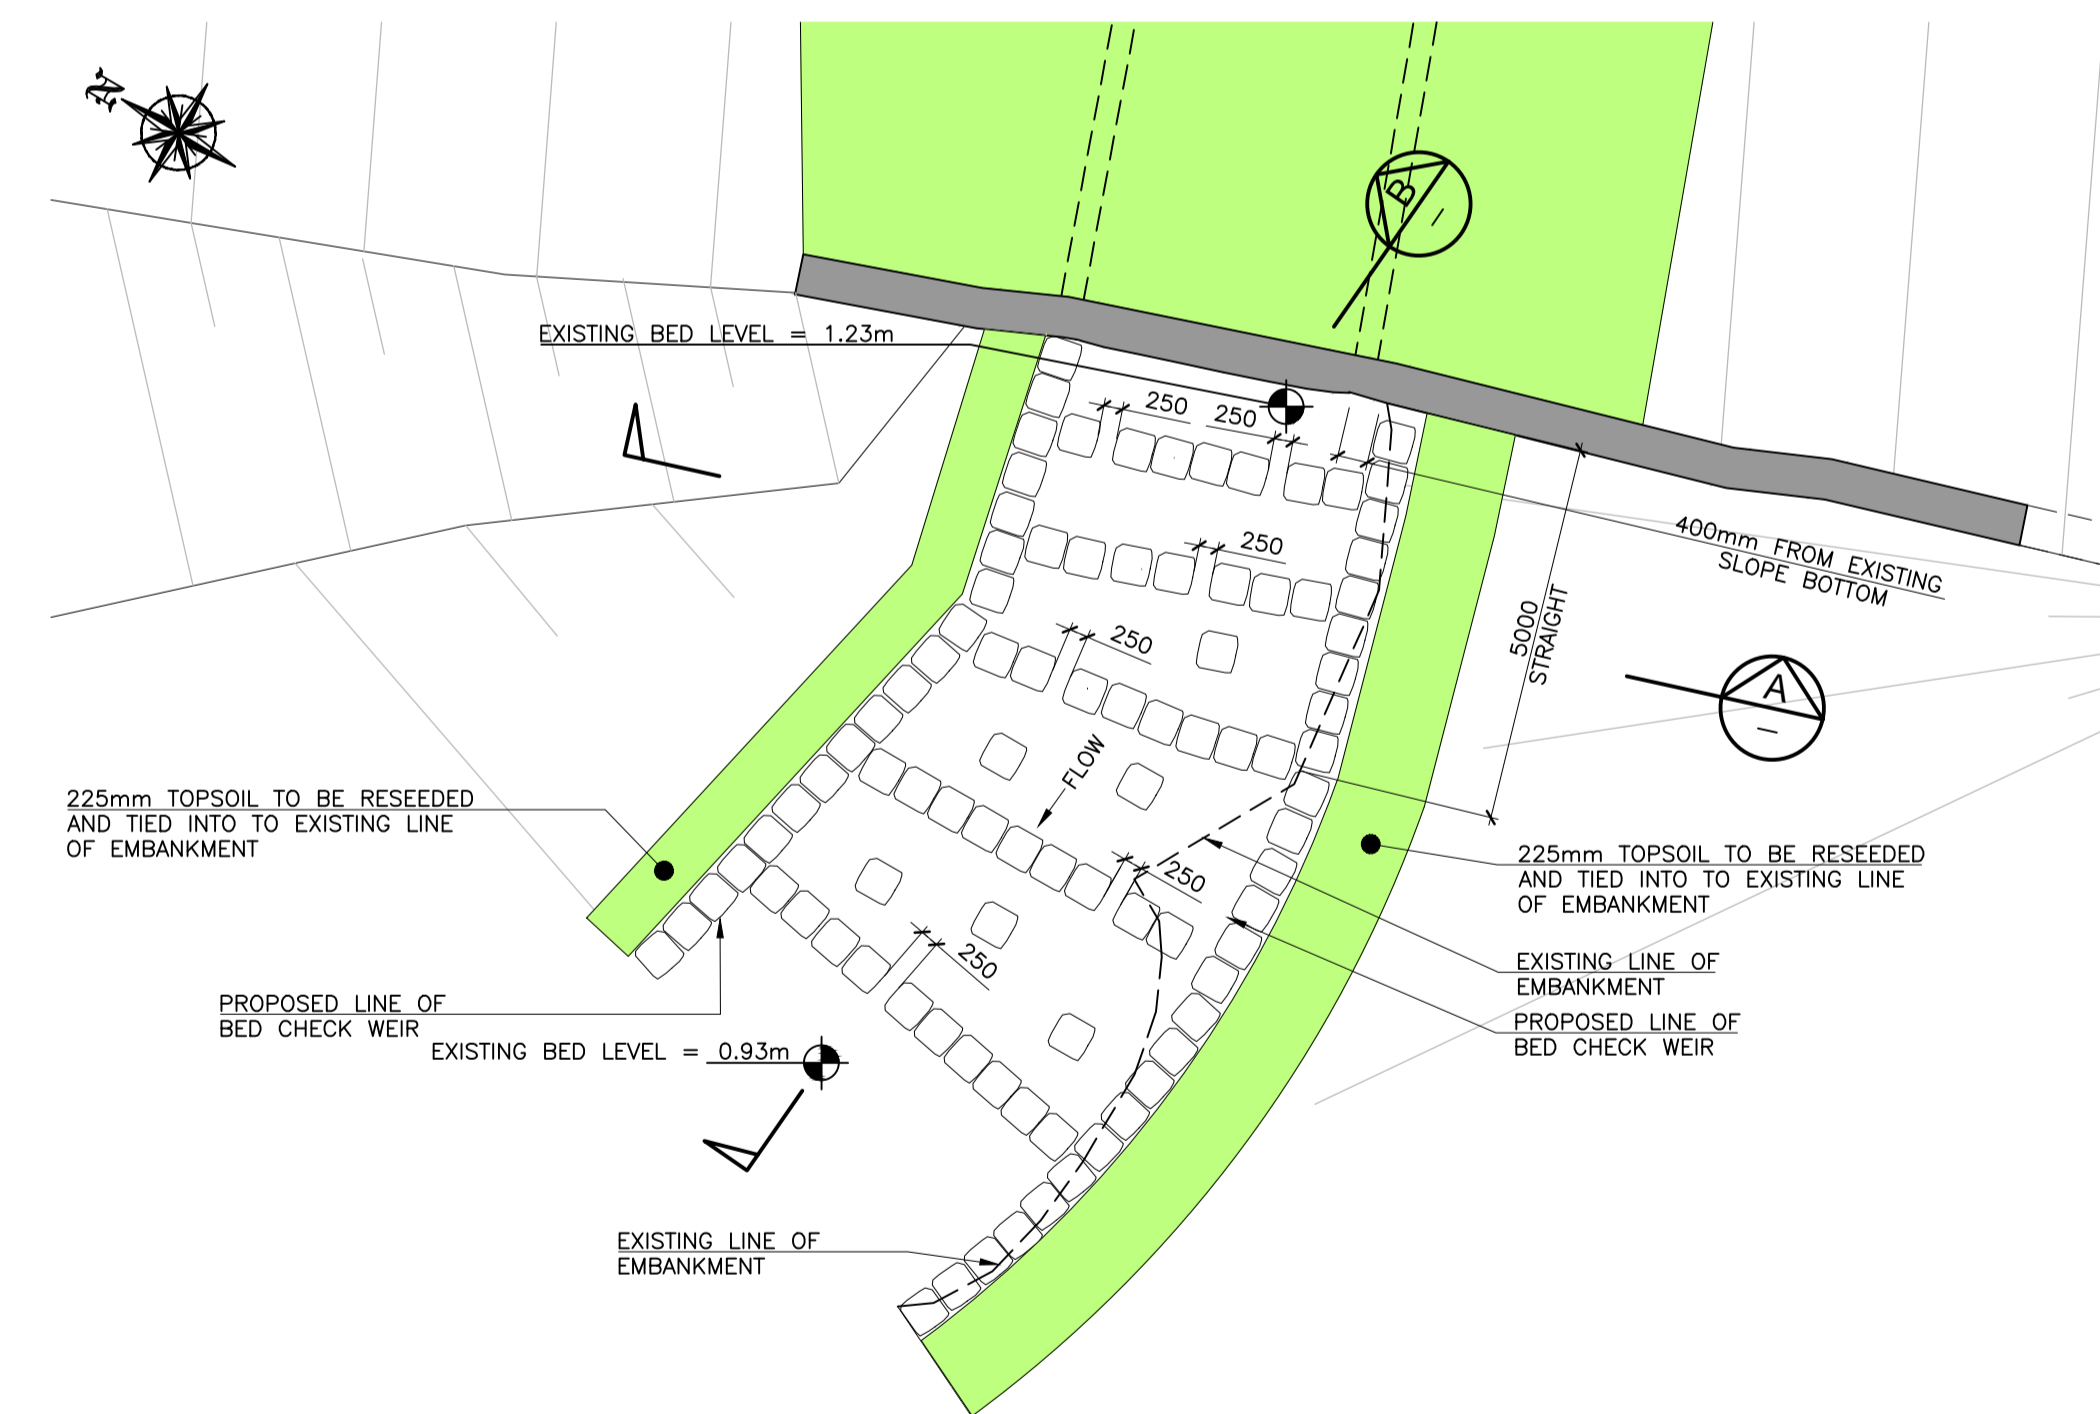 N
B
EXISTING BED LEVEL = 1.23m
250
250
250
400mm FROM EXISTING
SLOPE BOTTOM
250
5000
STRAIGHT
A
FLOW
225mm TOPSOIL TO BE RESEEDED
AND TIED INTO TO EXISTING LINE
OF EMBANKMENT
225mm TOPSOIL TO BE RESEEDED
AND TIED INTO TO EXISTING LINE
OF EMBANKMENT
250
250
EXISTING LINE OF
EMBANKMENT
PROPOSED LINE OF
BED CHECK WEIR
PROPOSED LINE OF
BED CHECK WEIR
EXISTING BED LEVEL = 0.93m
EXISTING LINE OF
EMBANKMENT